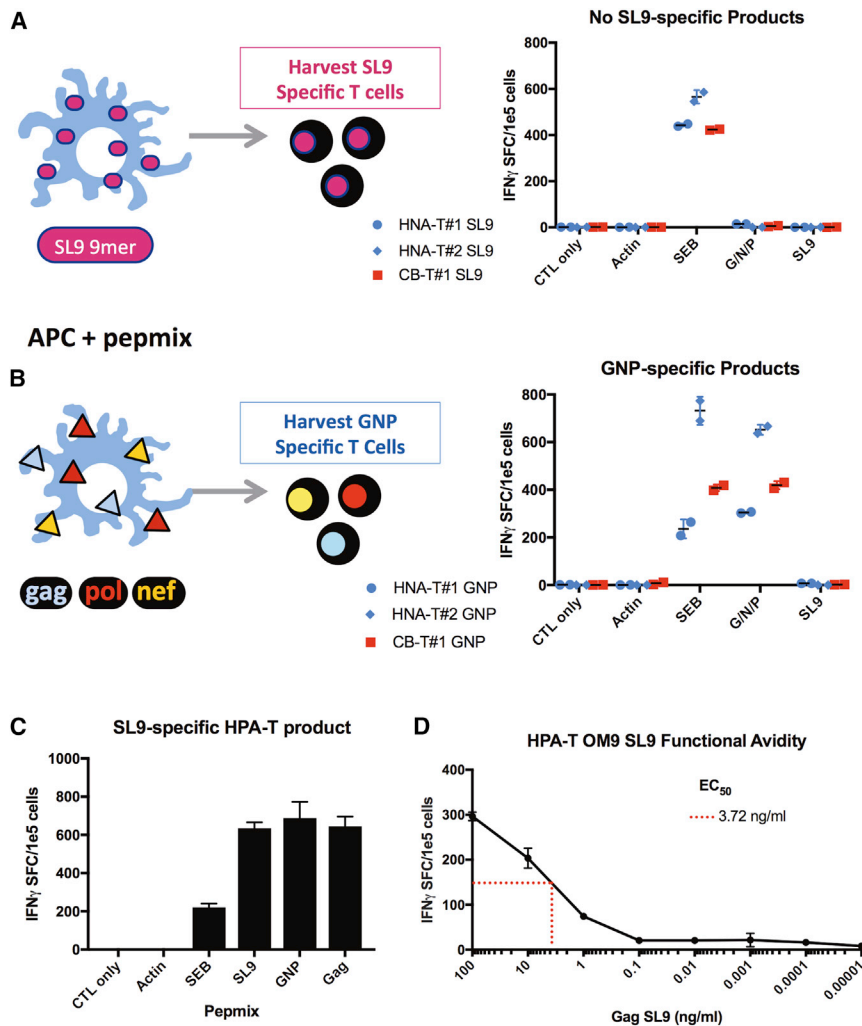 A
Harvest SL9
Specific T cells
SL9 9mer
HNA-T#1 SL9
HNA-T#2 SL9
CB-T#1 SL9
No SL9-specific Products
IFNγ SFC/1e5 cells
800
600
400
200
0
CTL only
Actin
SEB
G/N/P
SL9
APC + pepmix
B
Harvest GNP
Specific T Cells
gag pol nef
HNA-T#1 GNP
HNA-T#2 GNP
CB-T#1 GNP
GNP-specific Products
IFNγ SFC/1e5 cells
800
600
400
200
0
CTL only
Actin
SEB
G/N/P
SL9
C
SL9-specific HPA-T product
IFNγ SFC/1e5 cells
1000
800
600
400
200
0
CTL only
Actin
SEB
SL9
GNP
Gag
Pepmix
D
HPA-T OM9 SL9 Functional Avidity
IFNγ SFC/1e5 cells
400
300
200
100
0
EC50
3.72 ng/ml
100
10
1
0.1
0.01
0.001
0.0001
0.00001
Gag SL9 (ng/ml)